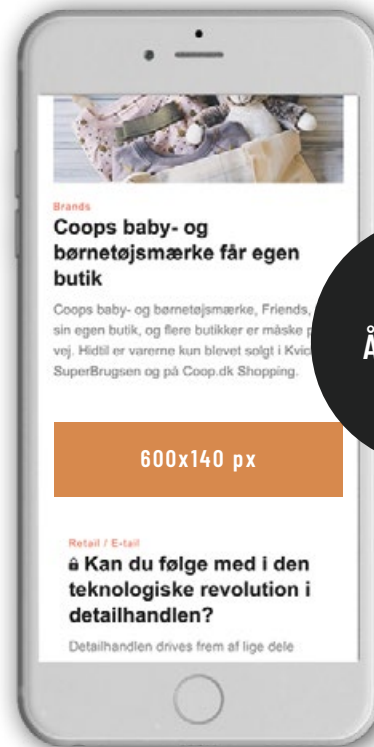 Brands
Coops baby- og
børnetøjsmærke får egen
butik
Coops baby- og børnetøjsmærke, Friends,
sin egen butik, og flere butikker er måske
vej. Hidtil er varerne kun blevet solgt i
SuperBrugsen og på Coop.dk Shopping.
600x140 px
Retail / E-tail
Kan du følge med i den
teknologiske revolution i
detailhandlen?
Detailhandlen drives frem af lige dele